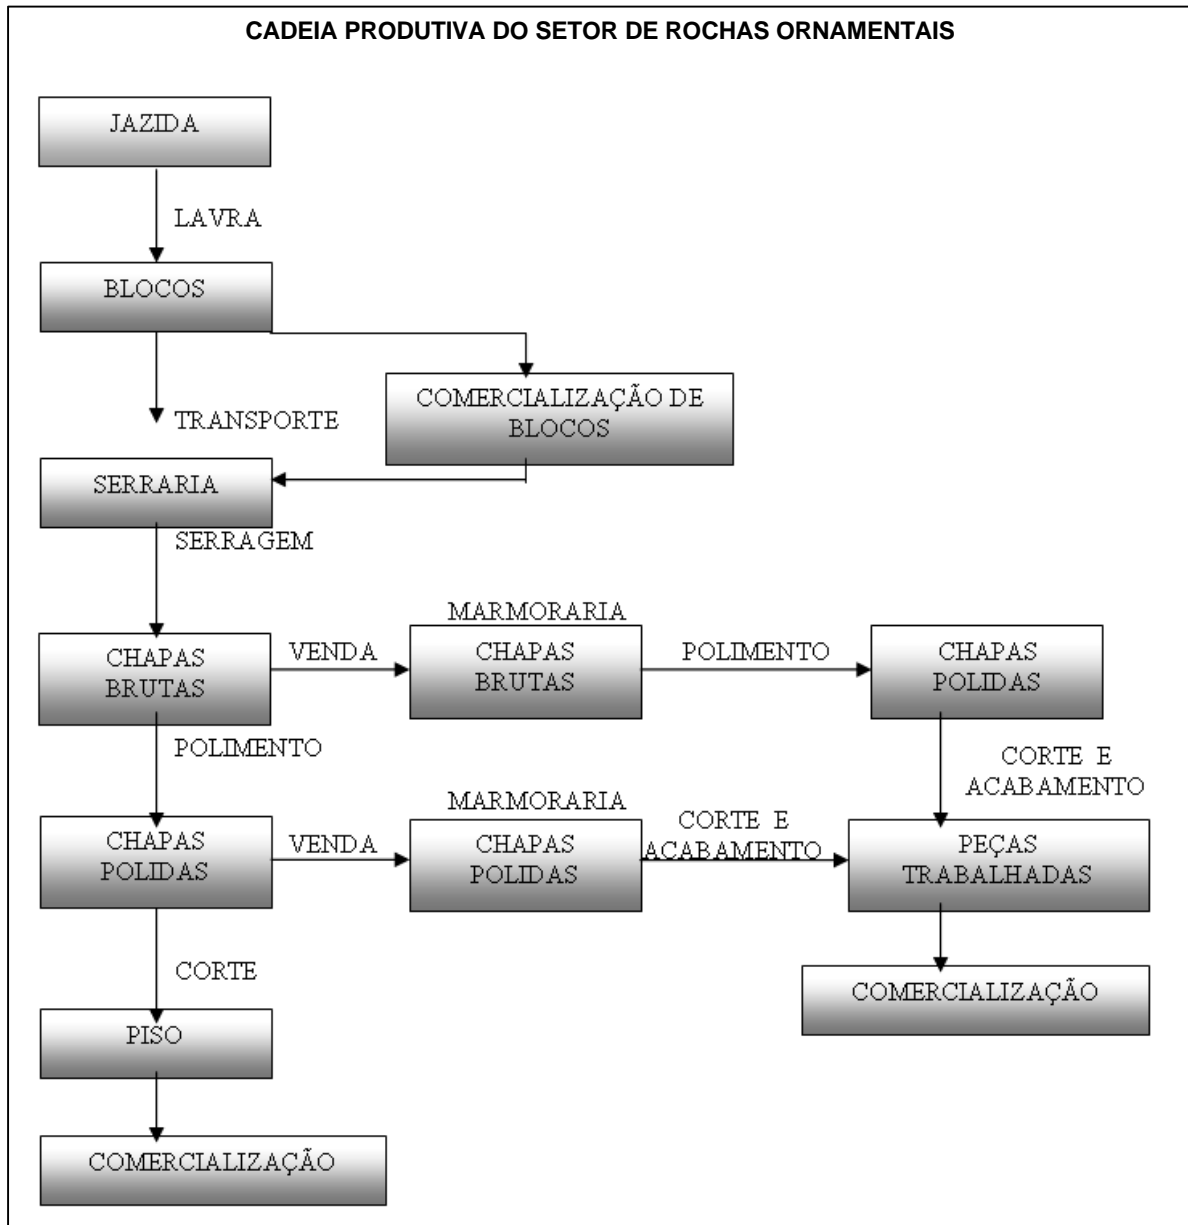 CADEIA PRODUTIVA DO SETOR DE ROCHAS ORNAMENTAIS
JAZIDA
LAVRA
BLOCOS
COMERCIALIZAÇÃO DE
BLOCOS
TRANSPORTE
SERRARIA
SERRAGEM
CHAPAS
BRUTAS
VENDA
MARMORARIA
CHAPAS
BRUTAS
POLIMENTO
CHAPAS
POLIDAS
POLIMENTO
CORTE E
ACABAMENTO
CHAPAS
POLIDAS
VENDA
MARMORARIA
CHAPAS
POLIDAS
CORTE E
ACABAMENTO
PEÇAS
TRABALHADAS
CORTE
COMERCIALIZAÇÃO
PISO
COMERCIALIZAÇÃO